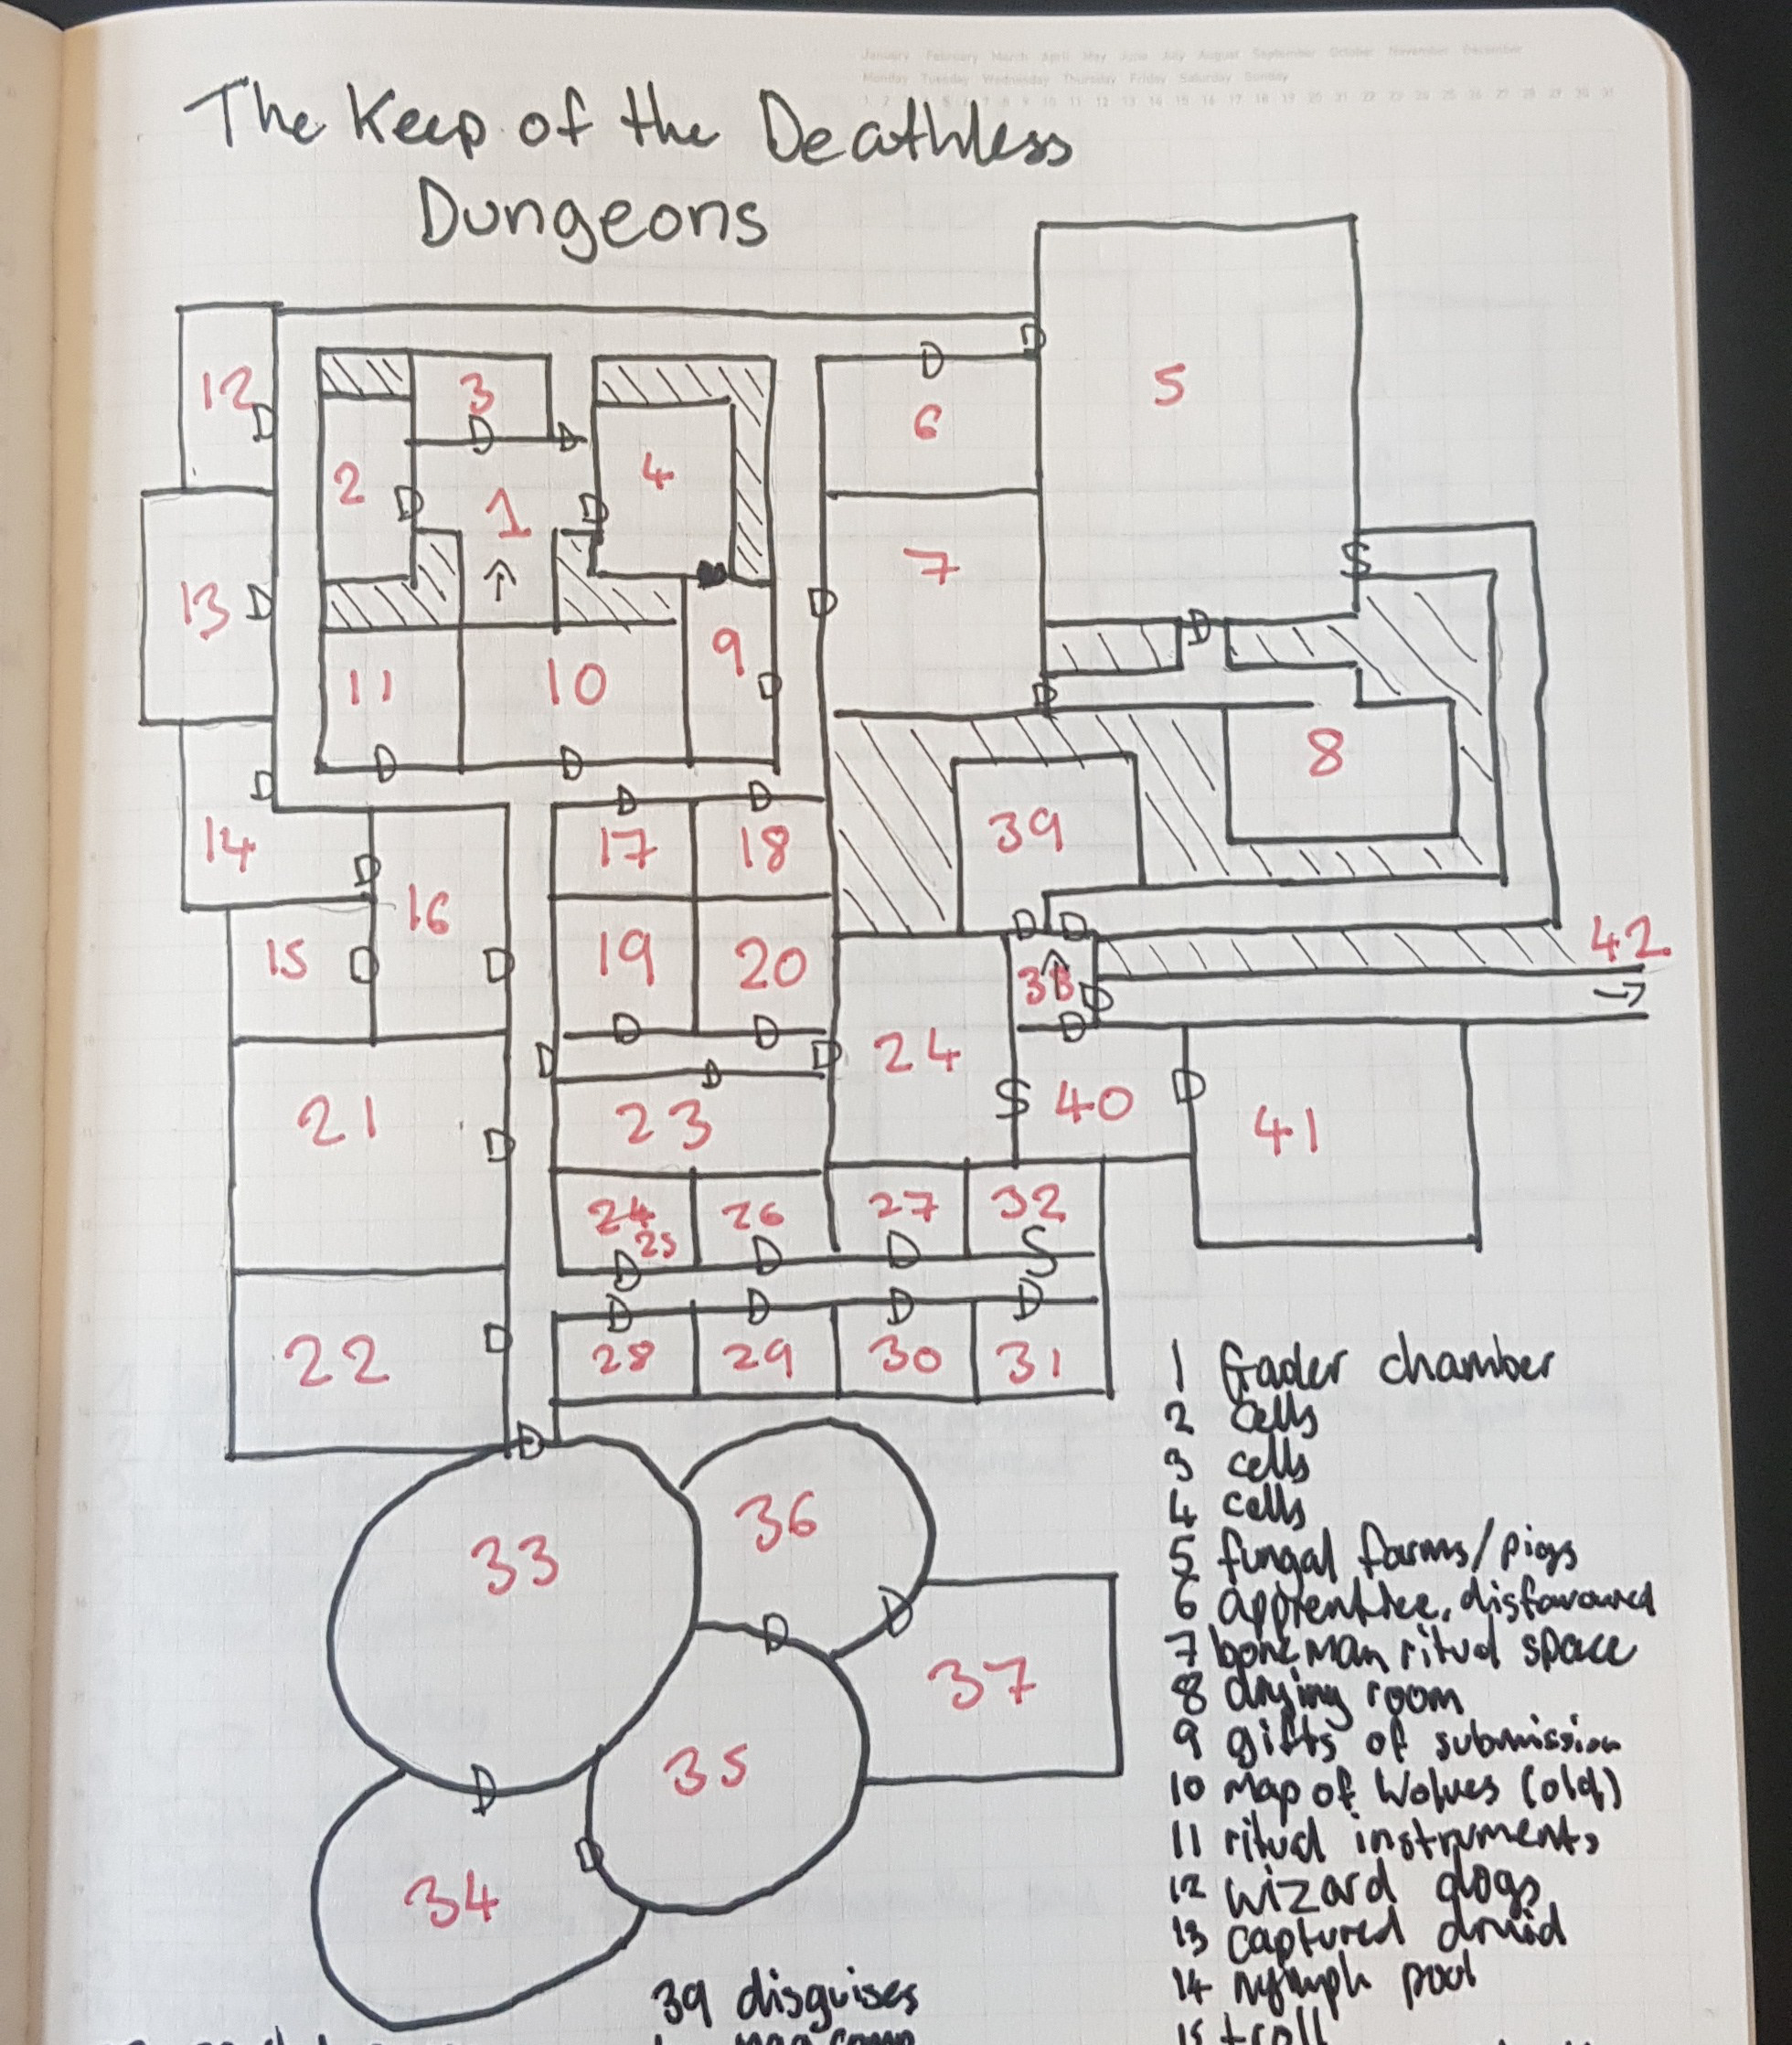 January February March April May June July August September October November December
Monday Tuesday Wednesday Thursday Friday Saturday Sunday
1 2 3 4 5 6 7 8 9 10 11 12 13 14 15 16 17 18 19 20 21 22 23 24 25 26 27 28 29 30 31
The Keep of the Deathless
Dungeons
D
12 3 D 5
D 6
2 D D 4
D D 1 D
7 S
13 D D
9 D
11 10 D D
8
D D
14 D D D
17 18 39
D 16
15 D D 19 20 D D 42
38
D D D
D D 24 D
D S 40 D 41
21 23
D
24 26 27 32
25
D D D S
D D D D
22 D 28 29 30 31
D
33 36
D D
37
35
D D
34
1 Gaoler chamber
2 cells
3 cells
4 cells
5 fungal farms/pigs
6 apprentice, disfavoured
7 bone man ritual space
8 drying room
9 gifts of submission
10 Map of Wolves (old)
11 ritual instruments
12 wizard dogs
13 captured druid
14 nymph pool
15 troll
39 disguises